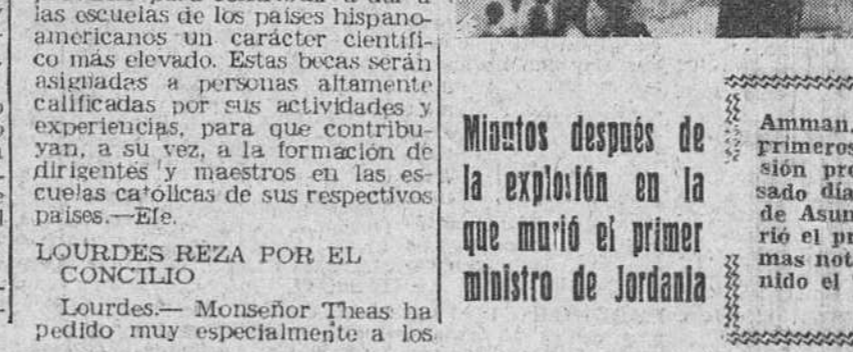 las escuelas de los países hispano-
americanos un carácter científi-
co más elevado. Estas becas serán
asignadas a personas altamente
calificadas por sus actividades y
experiencias, para que contribu-
yan, a su vez, a la formación de
dirigentes y maestros en las es-
cuelas católicas de sus respectivos
países.—Efe.
LOURDES REZA POR EL
CONCILIO
Lourdes.— Monseñor Theas ha
pedido muy especialmente a los
Minutos después de
la explosión en la
que murió el primer
ministro de Jordania
Amman.
primeros
sión pre
sado día
de Asun
rió el pr
mas not
nido el